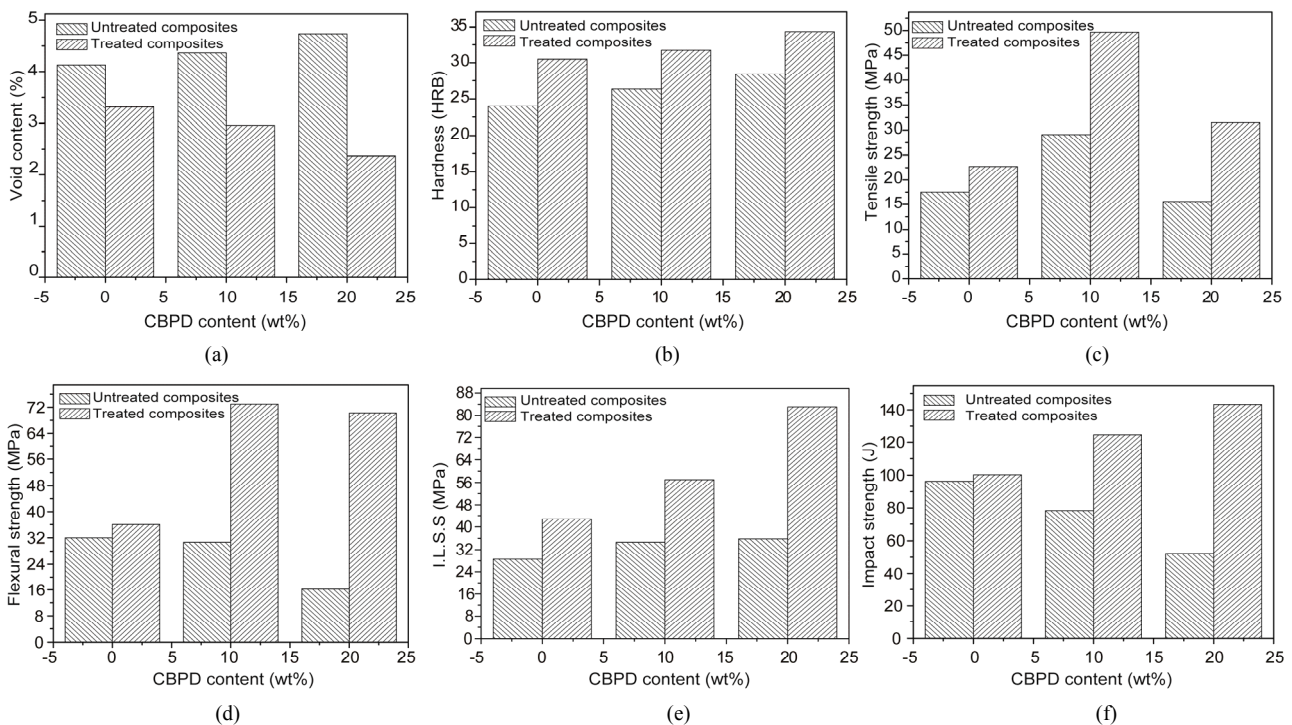 Untreated composites
Treated composites
5
4
3
2
1
0
Void content (%)
-5 0 5 10 15 20 25
CBPD content (wt%)
(a)
Untreated composites
Treated composites
35
30
25
20
15
10
5
0
Hardness (HRB)
-5 0 5 10 15 20 25
CBPD content (wt%)
(b)
Untreated composites
Treated composites
50
45
40
35
30
25
20
15
10
5
0
Tensile strength (MPa)
-5 0 5 10 15 20 25
CBPD content (wt%)
(c)
Untreated composites
Treated composites
72
64
56
48
40
32
24
16
8
0
Flexural strength (MPa)
-5 0 5 10 15 20 25
CBPD content (wt%)
(d)
Untreated composites
Treated composites
88
80
72
64
56
48
40
32
24
16
8
0
I.L.S.S (MPa)
-5 0 5 10 15 20 25
CBPD content (wt%)
(e)
Untreated composites
Treated composites
140
120
100
80
60
40
20
0
Impact strength (J)
-5 0 5 10 15 20 25
CBPD content (wt%)
(f)